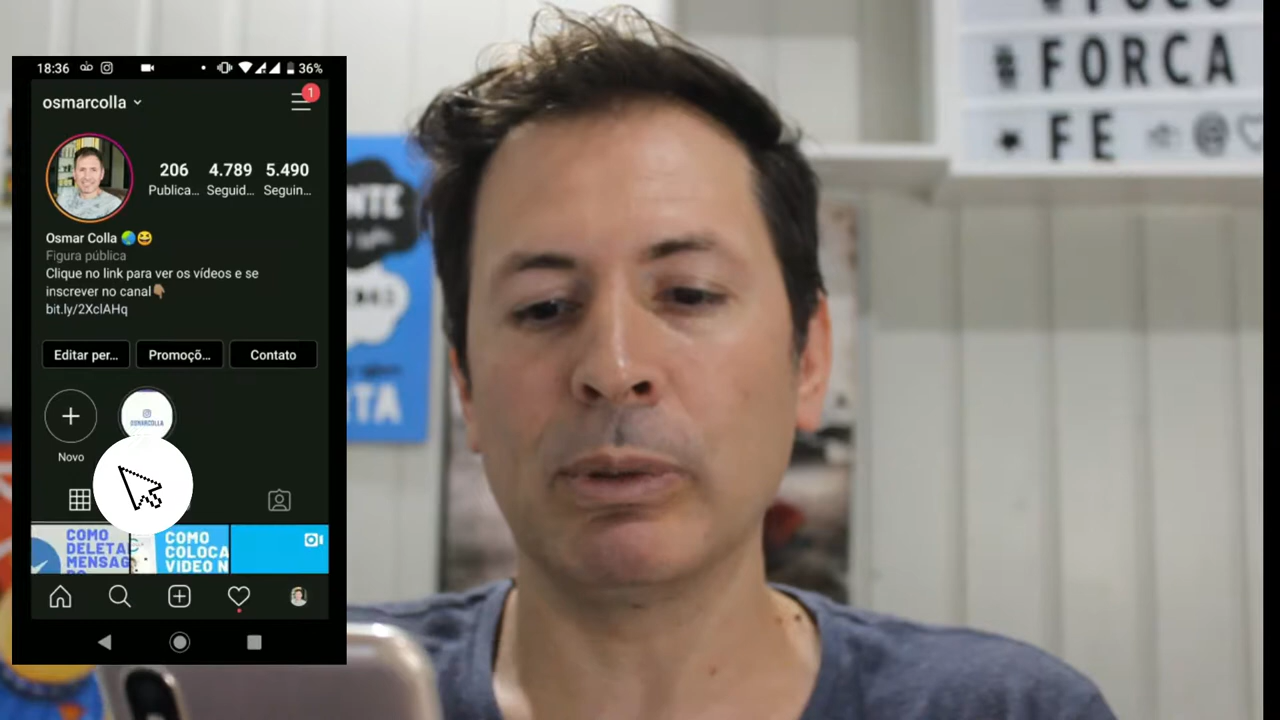 18:36
36%
osmarcolla
1
206 4.789 5.490
Publica... Seguid... Seguin...
Osmar Colla 🌏😆
Figura pública
Clique no link para ver os vídeos e se
inscrever no canal👇🏽
bit.ly/2XclAHq
Editar per... Promoçõ... Contato
OSMARCOLLA
Novo
COMO
DELETA
MENSAG
COMO
COLOCA
VIDEO N
NTE
TA
# FORCA
FE @